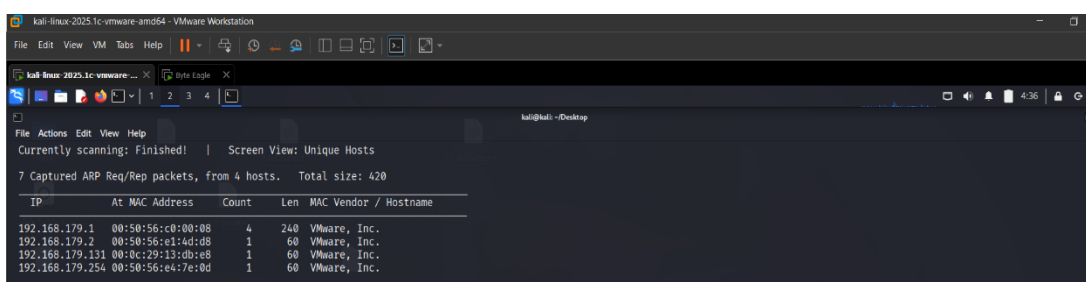 kali-linux-2025.1c-vmware-amd64 - VMware Workstation
File Edit View VM Tabs Help
kali-linux-2025.1c-vmware-... Byte Eagle
1 2 3 4 4:36
kali@kali: ~/Desktop
File Actions Edit View Help
Currently scanning: Finished! | Screen View: Unique Hosts
7 Captured ARP Req/Rep packets, from 4 hosts. Total size: 420
IP At MAC Address Count Len MAC Vendor / Hostname
192.168.179.1 00:50:56:c0:00:08 4 240 VMware, Inc.
192.168.179.2 00:50:56:e1:4d:d8 1 60 VMware, Inc.
192.168.179.131 00:0c:29:13:db:e8 1 60 VMware, Inc.
192.168.179.254 00:50:56:e4:7e:0d 1 60 VMware, Inc.